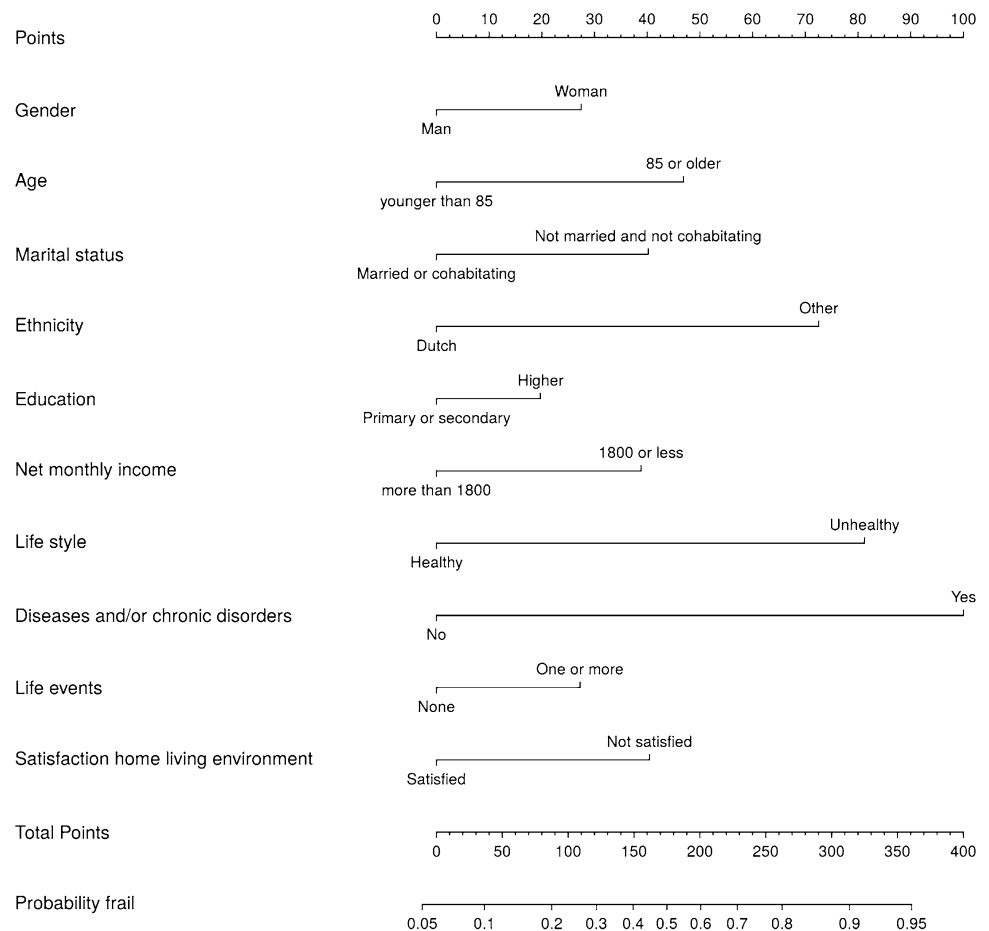 0 10 20 30 40 50 60 70 80 90 100
Points
Woman
Gender
Man
85 or older
Age
younger than 85
Not married and not cohabitating
Marital status
Married or cohabitating
Other
Ethnicity
Dutch
Higher
Education
Primary or secondary
1800 or less
Net monthly income
more than 1800
Unhealthy
Life style
Healthy
Yes
Diseases and/or chronic disorders
No
One or more
Life events
None
Not satisfied
Satisfaction home living environment
Satisfied
Total Points
0 50 100 150 200 250 300 350 400
Probability frail
0.05 0.1 0.2 0.3 0.4 0.5 0.6 0.7 0.8 0.9 0.95